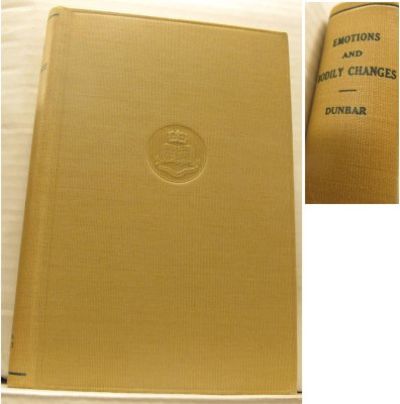 EMOTIONS
AND
BODILY CHANGES
DUNBAR